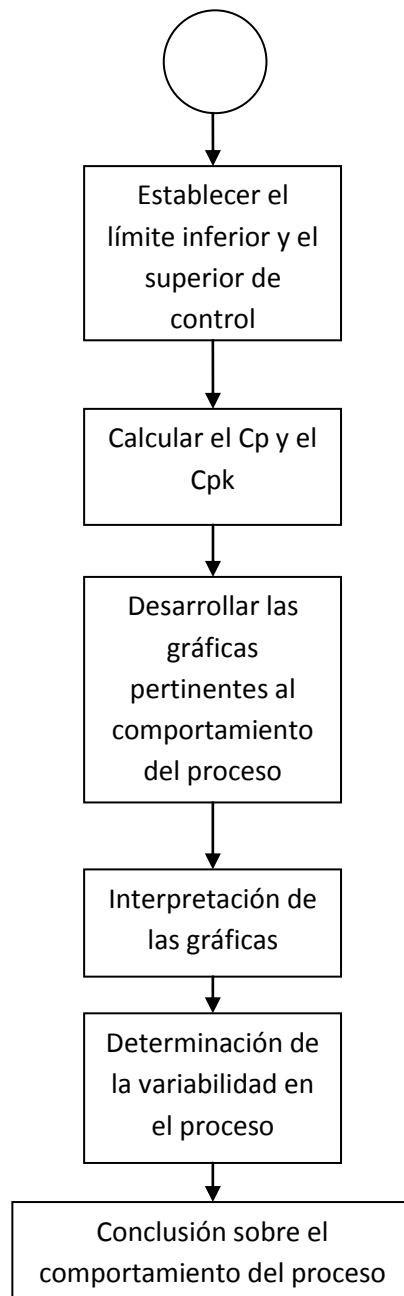 Establecer el
límite inferior y el
superior de
control
Calcular el Cp y el
Cpk
Desarrollar las
gráficas
pertinentes al
comportamiento
del proceso
Interpretación de
las gráficas
Determinación de
la variabilidad en
el proceso
Conclusión sobre el
comportamiento del proceso